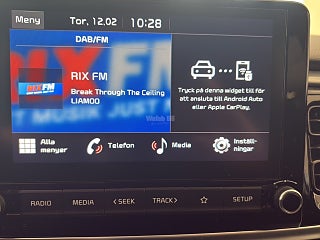 Meny
Tor, 12.02
10:28
DAB/FM
RIX FM
RIX FM
Break Through The Ceiling
LIAMOO
Tryck på denna widget till för
att ansluta till Android Auto
eller Apple CarPlay.
Alla
menyer
Telefon
Media
Inställ-
ningar
RADIO
MEDIA
< SEEK
TRACK >
SETUP